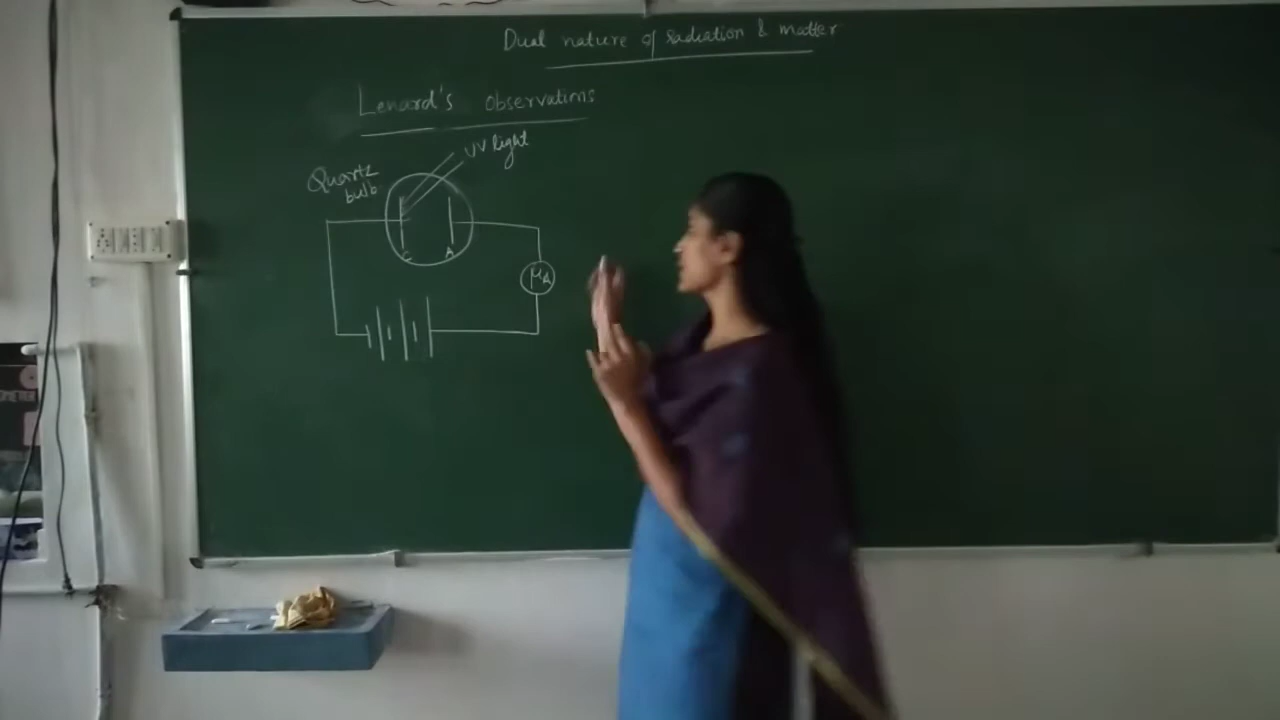 Dual nature of radiation & matter
Lenard's observations
UV light
Quartz
bulb
C A
μA